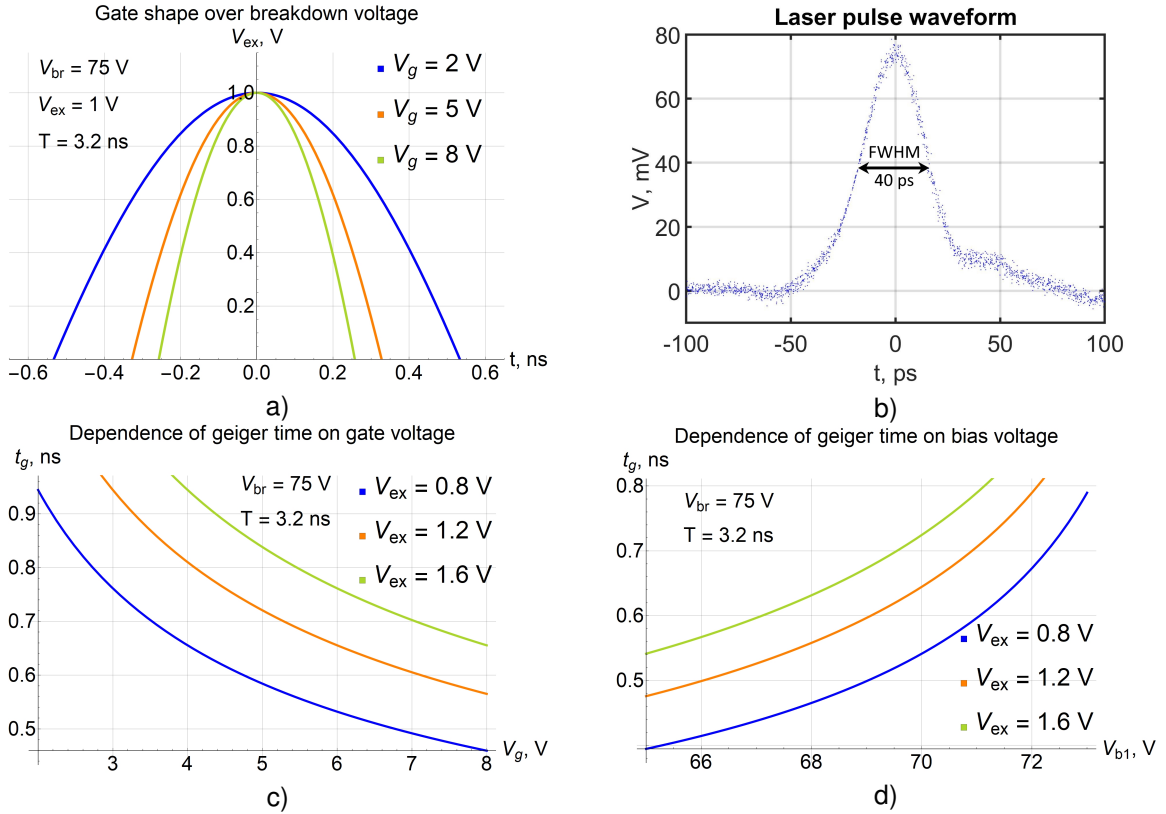 Gate shape over breakdown voltage
V_ex, V
V_br = 75 V
V_ex = 1 V
T = 3.2 ns
V_g = 2 V
V_g = 5 V
V_g = 8 V
1.0
0.8
0.6
0.4
0.2
−0.6 −0.4 −0.2 0.0 0.2 0.4 0.6
t, ns
a)
Laser pulse waveform
V, mV
80
60
40
20
0
FWHM
40 ps
-100 -50 0 50 100
t, ps
b)
Dependence of geiger time on gate voltage
t_g, ns
V_br = 75 V
T = 3.2 ns
V_ex = 0.8 V
V_ex = 1.2 V
V_ex = 1.6 V
0.9
0.8
0.7
0.6
0.5
3 4 5 6 7 8
V_g, V
c)
Dependence of geiger time on bias voltage
t_g, ns
V_br = 75 V
T = 3.2 ns
0.8
0.7
0.6
0.5
V_ex = 0.8 V
V_ex = 1.2 V
V_ex = 1.6 V
66 68 70 72
V_b1, V
d)